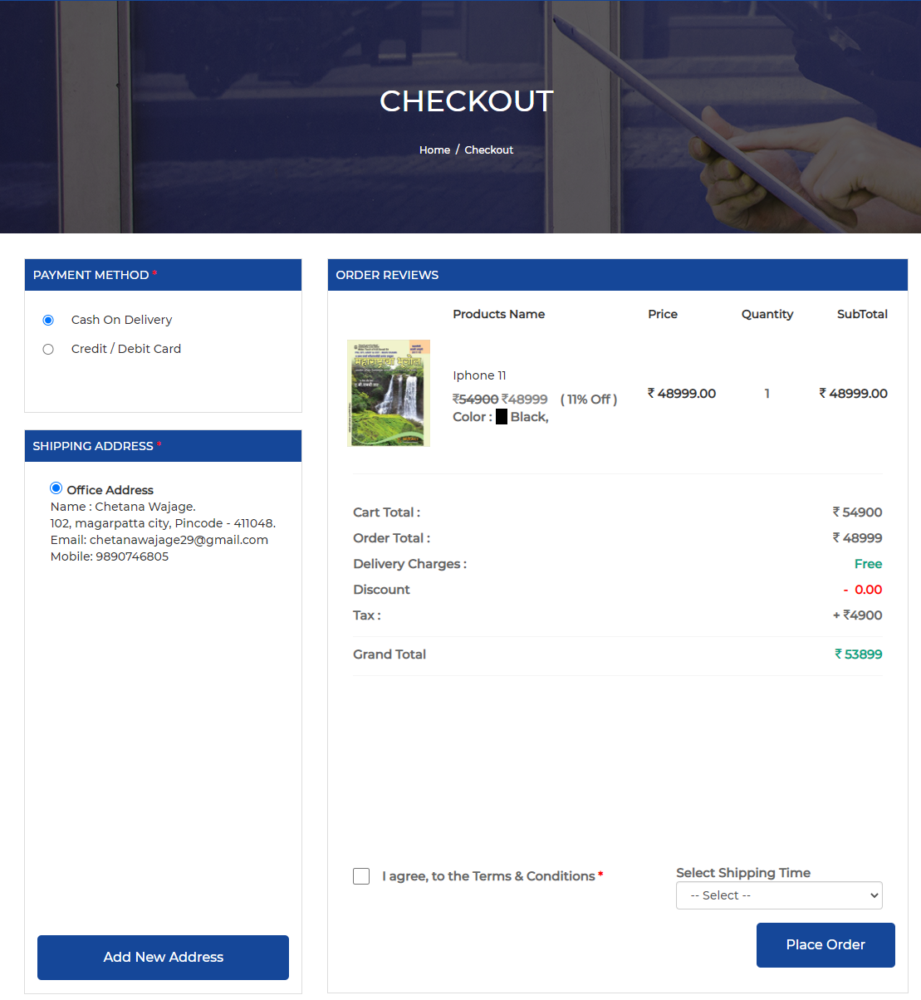 CHECKOUT
Home / Checkout
PAYMENT METHOD *
Cash On Delivery
Credit / Debit Card
SHIPPING ADDRESS *
Office Address
Name : Chetana Wajage.
102, magarpatta city, Pincode - 411048.
Email: chetanawajage29@gmail.com
Mobile: 9890746805
Add New Address
ORDER REVIEWS
Products Name Price Quantity SubTotal
महाराष्ट्राचा भूगोल
Iphone 11
₹54900 ₹48999 ( 11% Off )
Color : Black,
₹ 48999.00 1 ₹ 48999.00
Cart Total : ₹ 54900
Order Total : ₹ 48999
Delivery Charges : Free
Discount - 0.00
Tax : + ₹4900
Grand Total ₹ 53899
I agree, to the Terms & Conditions *
Select Shipping Time
-- Select --
Place Order